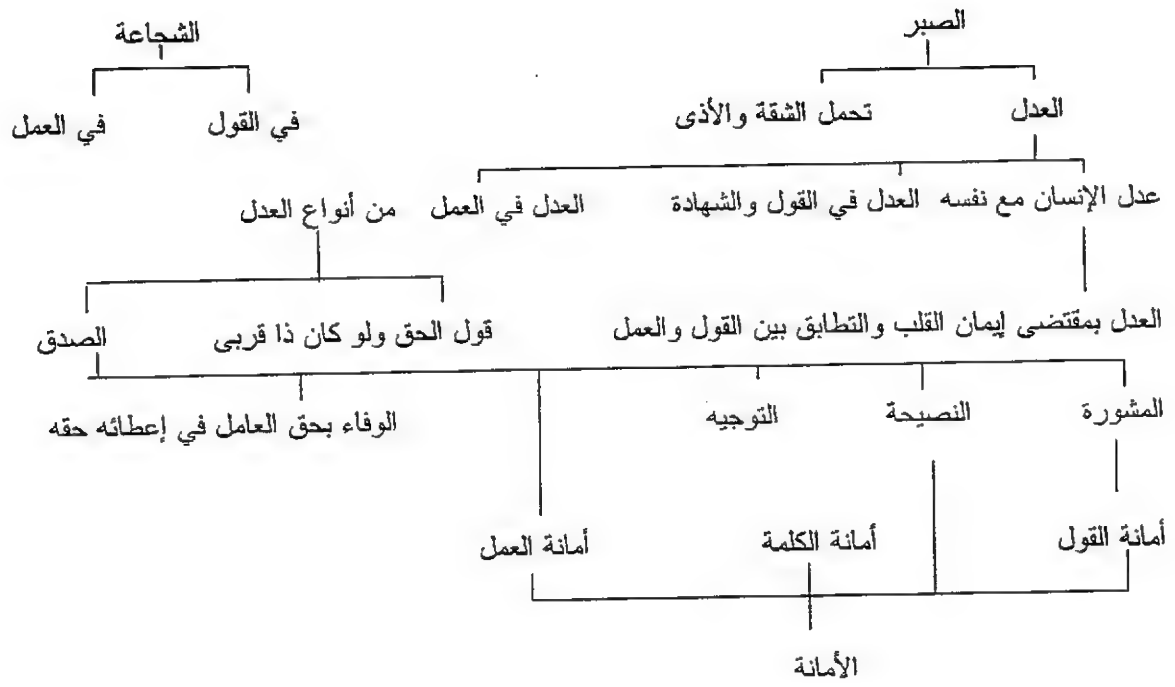 الصبر
الشجاعة
العدل
تحمل الشقة والأذى
في القول
في العمل
عدل الإنسان مع نفسه
العدل في القول والشهادة
العدل في العمل
من أنواع العدل
العدل بمقتضى إيمان القلب والتطابق بين القول والعمل
قول الحق ولو كان ذا قربى
الصدق
المشورة
النصيحة
التوجيه
الوفاء بحق العامل في إعطائه حقه
أمانة القول
أمانة الكلمة
أمانة العمل
الأمانة